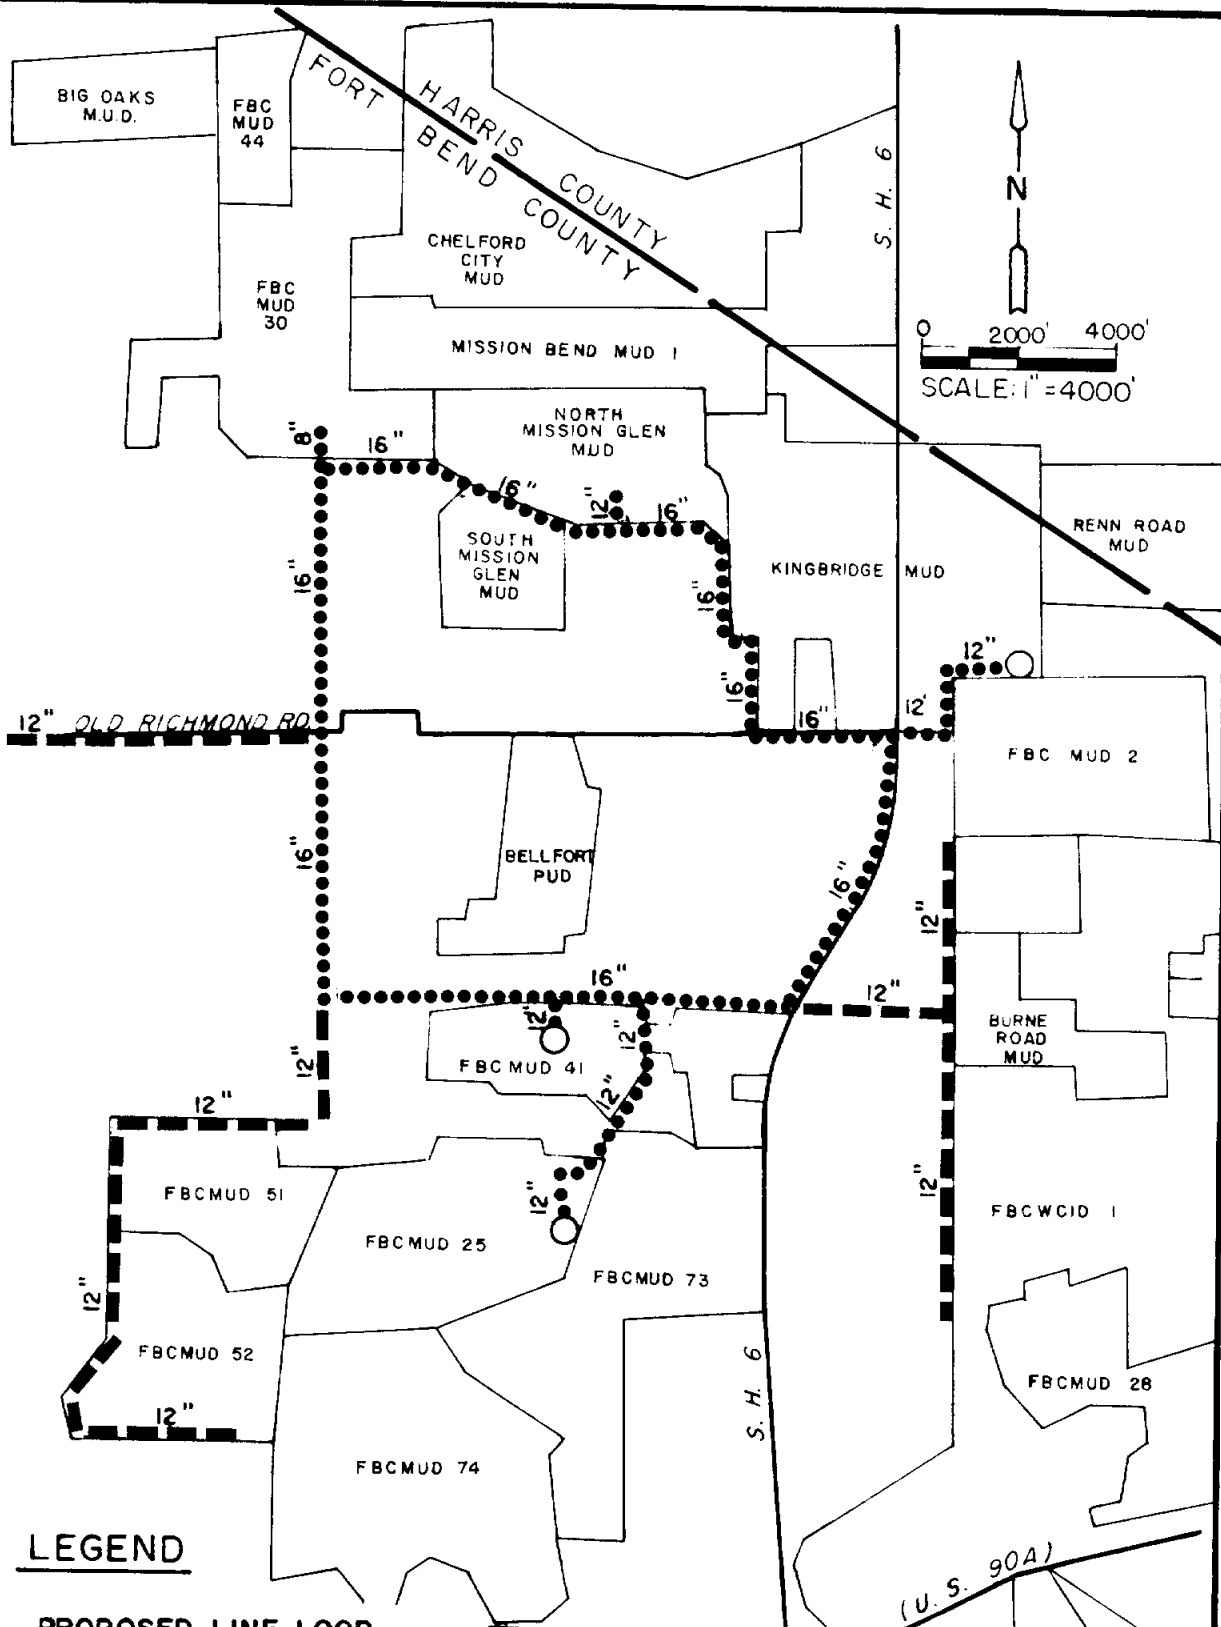 BIG OAKS
M.U.D.
FBC
MUD
44
FORT BEND COUNTY
HARRIS COUNTY
S. H. 6
N
CHELFORD
CITY
MUD
FBC
MUD
30
MISSION BEND MUD 1
0 2000' 4000'
SCALE: 1" = 4000'
NORTH
MISSION GLEN
MUD
8"
16"
16"
12"
16"
SOUTH
MISSION
GLEN
MUD
RENN ROAD
MUD
KINGBRIDGE MUD
16"
16"
12"
16"
12" OLD RICHMOND RD.
16"
12'
FBC MUD 2
16"
BELLFORT
PUD
16"
12"
16"
12"
12"
12"
BURNE
ROAD
MUD
FBC MUD 41
12"
12"
12"
FBCMUD 51
12"
12"
FBCWCID 1
FBCMUD 25
FBCMUD 73
12"
FBCMUD 52
S. H. 6
FBCMUD 28
12"
FBCMUD 74
LEGEND
(U. S. 90A)
PROPOSED LINE LOOP